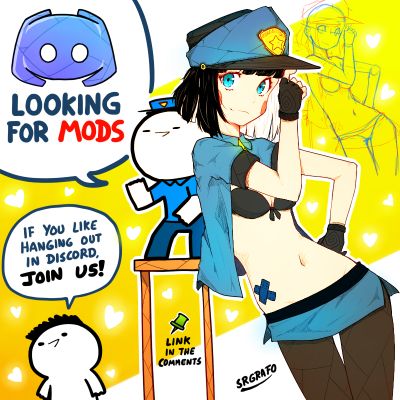 LOOKING
FOR MODS
IF YOU LIKE
HANGING OUT
IN DISCORD,
JOIN US!
LINK
IN THE
COMMENTS
SRGRAFO